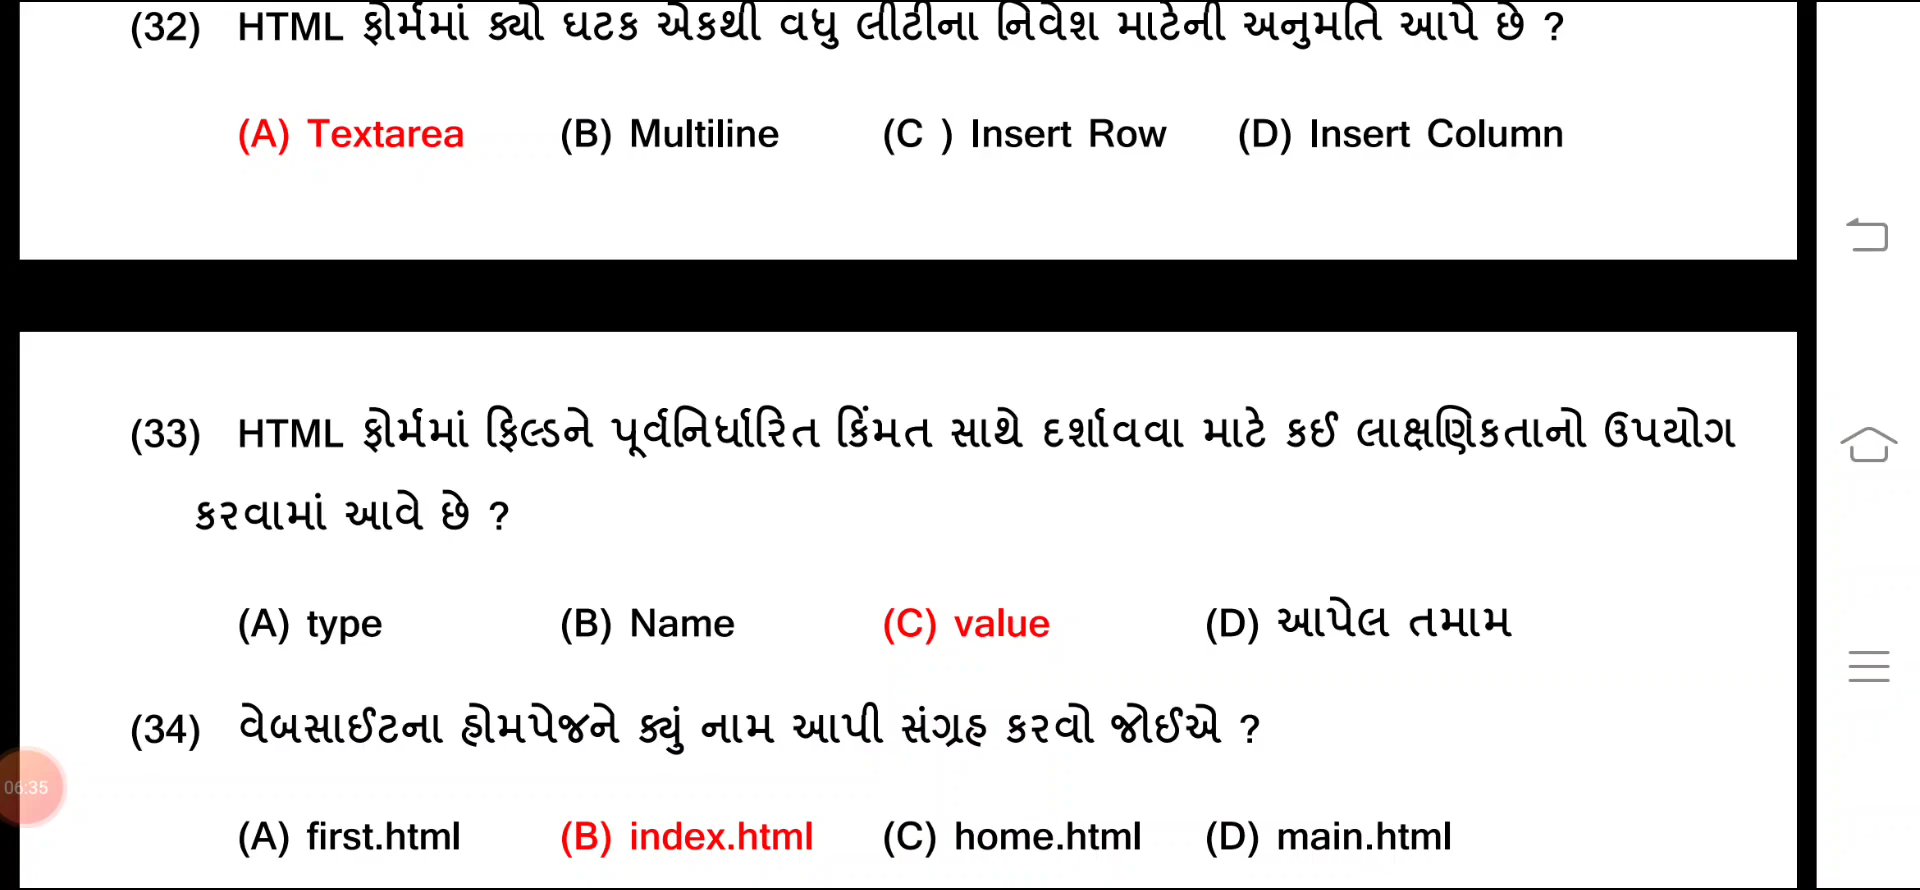 (32) HTML ફોર્મમાં ક્યો ઘટક એકથી વધુ લીટીના નિવેશ માટેની અનુમતિ આપે છે ?
(A) Textarea (B) Multiline (C ) Insert Row (D) Insert Column
(33) HTML ફોર્મમાં ફિલ્ડને પૂર્વનિર્ધારિત કિંમત સાથે દર્શાવવા માટે કઈ લાક્ષણિકતાનો ઉપયોગ
કરવામાં આવે છે ?
(A) type (B) Name (C) value (D) આપેલ તમામ
(34) વેબસાઈટના હોમપેજને ક્યું નામ આપી સંગ્રહ કરવો જોઈએ ?
06:35
(A) first.html (B) index.html (C) home.html (D) main.html